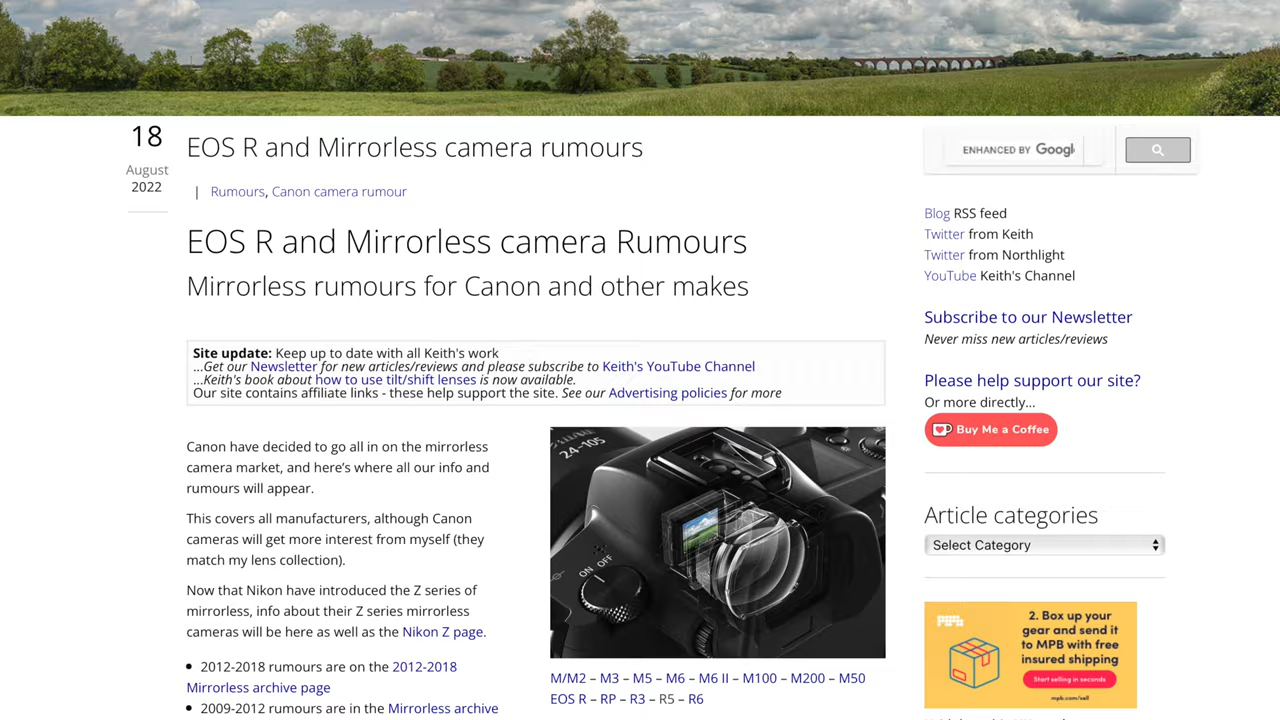 18
August
2022
EOS R and Mirrorless camera rumours
| Rumours, Canon camera rumour
EOS R and Mirrorless camera Rumours
Mirrorless rumours for Canon and other makes
Site update: Keep up to date with all Keith's work
...Get our Newsletter for new articles/reviews and please subscribe to Keith's YouTube Channel
...Keith's book about how to use tilt/shift lenses is now available.
Our site contains affiliate links - these help support the site. See our Advertising policies for more
Canon have decided to go all in on the mirrorless
camera market, and here's where all our info and
rumours will appear.
This covers all manufacturers, although Canon
cameras will get more interest from myself (they
match my lens collection).
Now that Nikon have introduced the Z series of
mirrorless, info about their Z series mirrorless
cameras will be here as well as the Nikon Z page.
• 2012-2018 rumours are on the 2012-2018
Mirrorless archive page
• 2009-2012 rumours are in the Mirrorless archive
24-105
ON OFF
M/M2 – M3 – M5 – M6 – M6 II – M100 – M200 – M50
EOS R – RP – R3 – R5 – R6
ENHANCED BY Google
Blog RSS feed
Twitter from Keith
Twitter from Northlight
YouTube Keith's Channel
Subscribe to our Newsletter
Never miss new articles/reviews
Please help support our site?
Or more directly...
Buy Me a Coffee
Article categories
Select Category
mpb
2. Box up your
gear and send it
to MPB with free
insured shipping
Start selling in seconds
mpb.com/sell